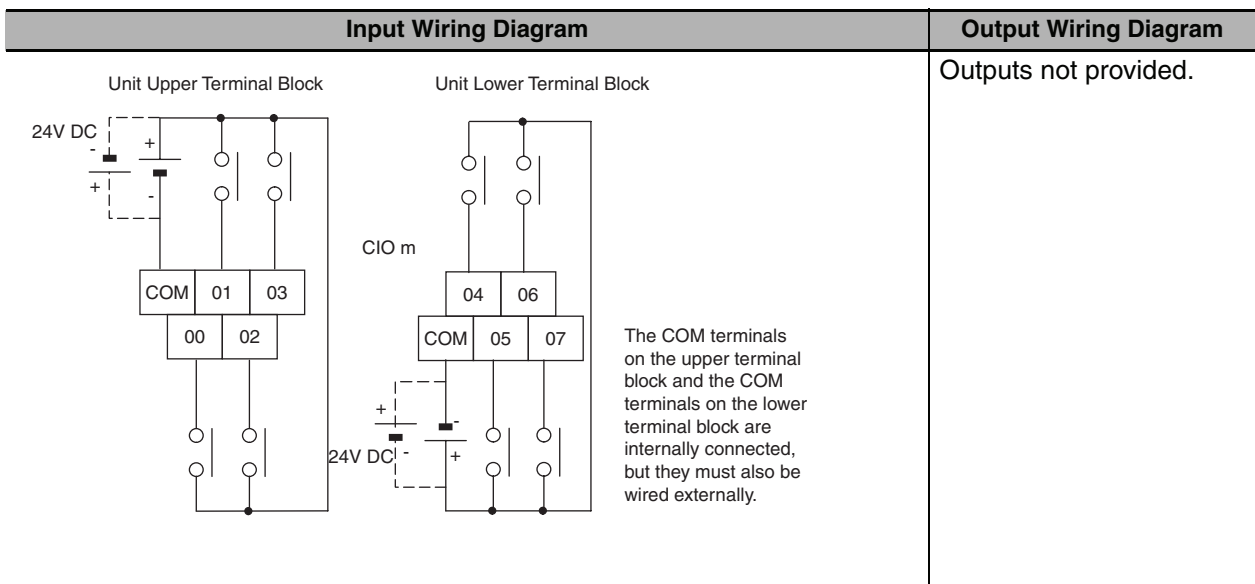 Input Wiring Diagram
Output Wiring Diagram
Unit Upper Terminal Block
24V DC
-
+
+
-
COM 01 03
00 02
Unit Lower Terminal Block
CIO m
04 06
COM 05 07
+
-
24V DC
-
+
The COM terminals
on the upper terminal
block and the COM
terminals on the lower
terminal block are
internally connected,
but they must also be
wired externally.
Outputs not provided.